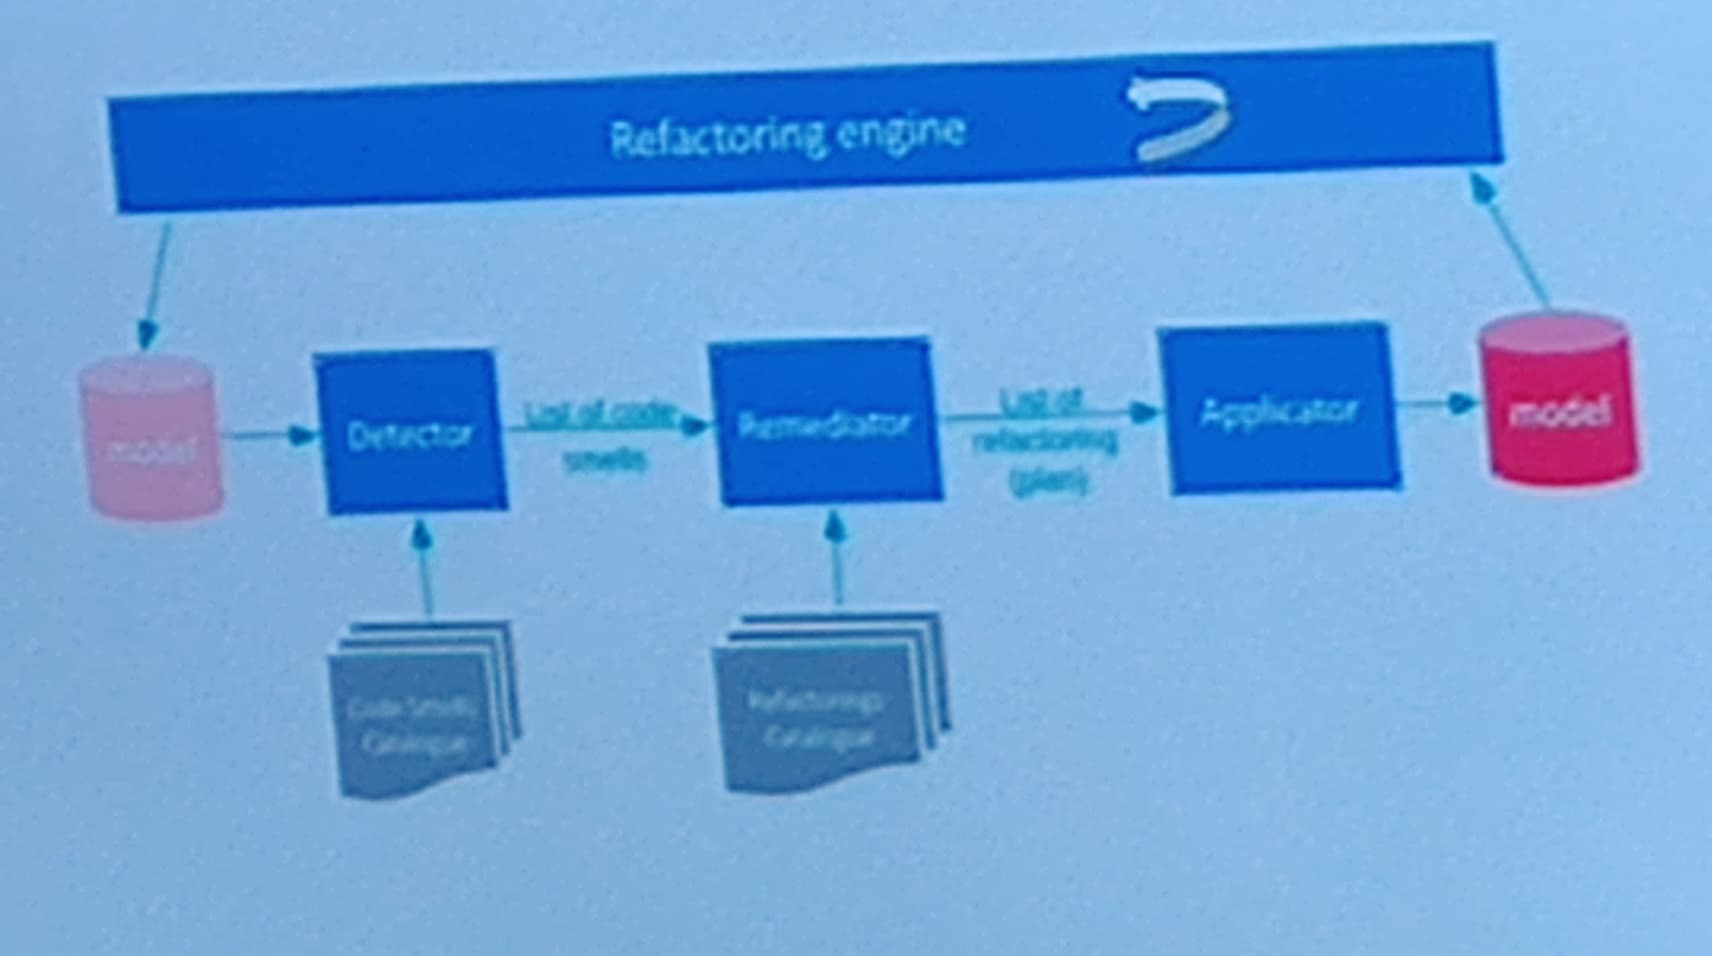 Refactoring engine
model
Detector
List of code
smells
Remediator
List of
refactoring
(plan)
Applicator
model
Code Smells
Catalogue
Refactorings
Catalogue